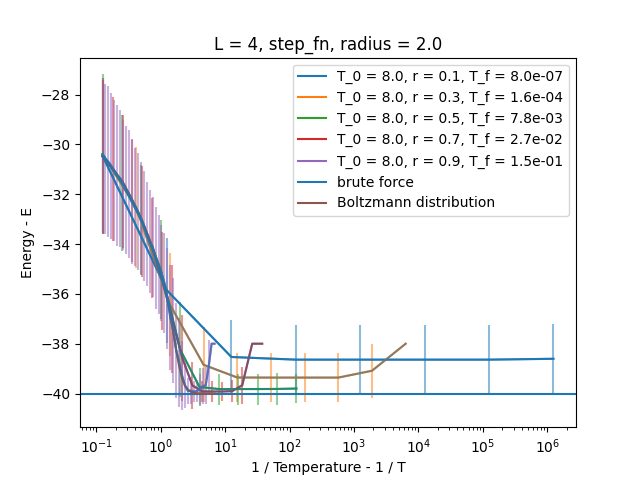 L = 4, step_fn, radius = 2.0
T_0 = 8.0, r = 0.1, T_f = 8.0e-07
T_0 = 8.0, r = 0.3, T_f = 1.6e-04
T_0 = 8.0, r = 0.5, T_f = 7.8e-03
T_0 = 8.0, r = 0.7, T_f = 2.7e-02
T_0 = 8.0, r = 0.9, T_f = 1.5e-01
brute force
Boltzmann distribution
Energy - E
−28
−30
−32
−34
−36
−38
−40
10⁻¹ 10⁰ 10¹ 10² 10³ 10⁴ 10⁵ 10⁶
1 / Temperature - 1 / T